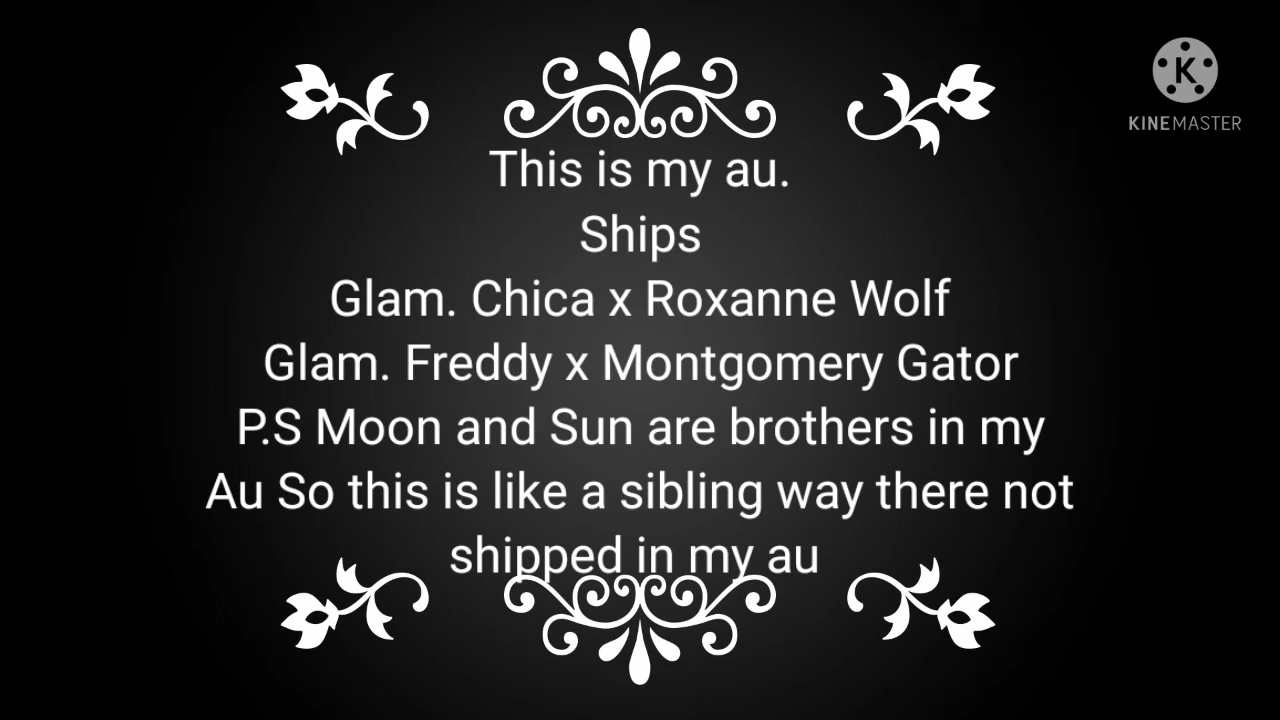 K
KINEMASTER
This is my au.
Ships
Glam. Chica x Roxanne Wolf
Glam. Freddy x Montgomery Gator
P.S Moon and Sun are brothers in my
Au So this is like a sibling way there not
shipped in my au